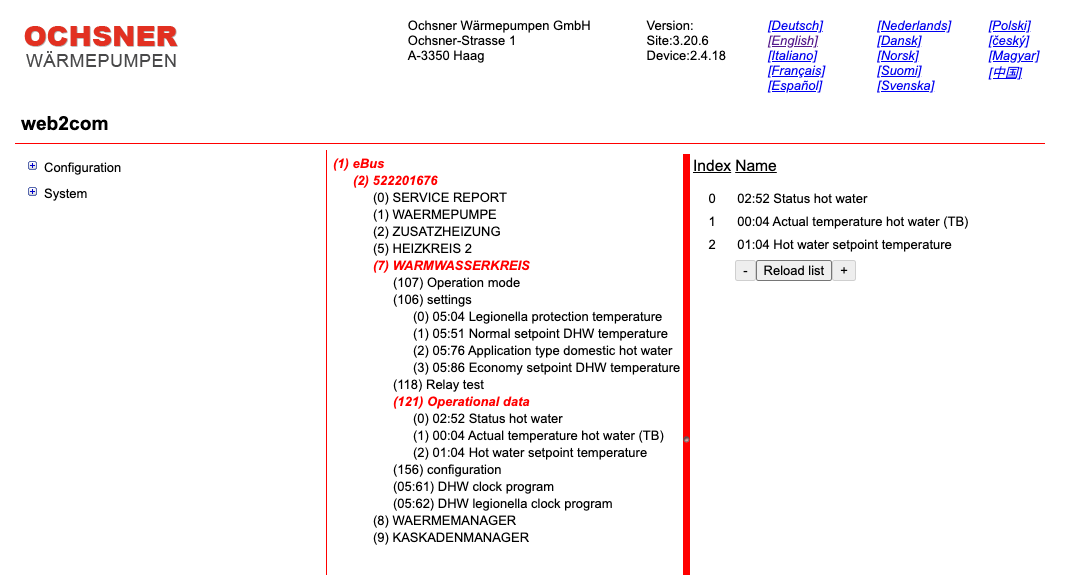 OCHSNER
WÄRMEPUMPEN
Ochsner Wärmepumpen GmbH
Ochsner-Strasse 1
A-3350 Haag
Version:
Site:3.20.6
Device:2.4.18
[Deutsch]
[English]
[Italiano]
[Français]
[Español]
[Nederlands]
[Dansk]
[Norsk]
[Suomi]
[Svenska]
[Polski]
[český]
[Magyar]
[中国]
web2com
Configuration
System
(1) eBus
(2) 522201676
(0) SERVICE REPORT
(1) WAERMEPUMPE
(2) ZUSATZHEIZUNG
(5) HEIZKREIS 2
(7) WARMWASSERKREIS
(107) Operation mode
(106) settings
(0) 05:04 Legionella protection temperature
(1) 05:51 Normal setpoint DHW temperature
(2) 05:76 Application type domestic hot water
(3) 05:86 Economy setpoint DHW temperature
(118) Relay test
(121) Operational data
(0) 02:52 Status hot water
(1) 00:04 Actual temperature hot water (TB)
(2) 01:04 Hot water setpoint temperature
(156) configuration
(05:61) DHW clock program
(05:62) DHW legionella clock program
(8) WAERMEMANAGER
(9) KASKADENMANAGER
Index Name
0 02:52 Status hot water
1 00:04 Actual temperature hot water (TB)
2 01:04 Hot water setpoint temperature
- Reload list +